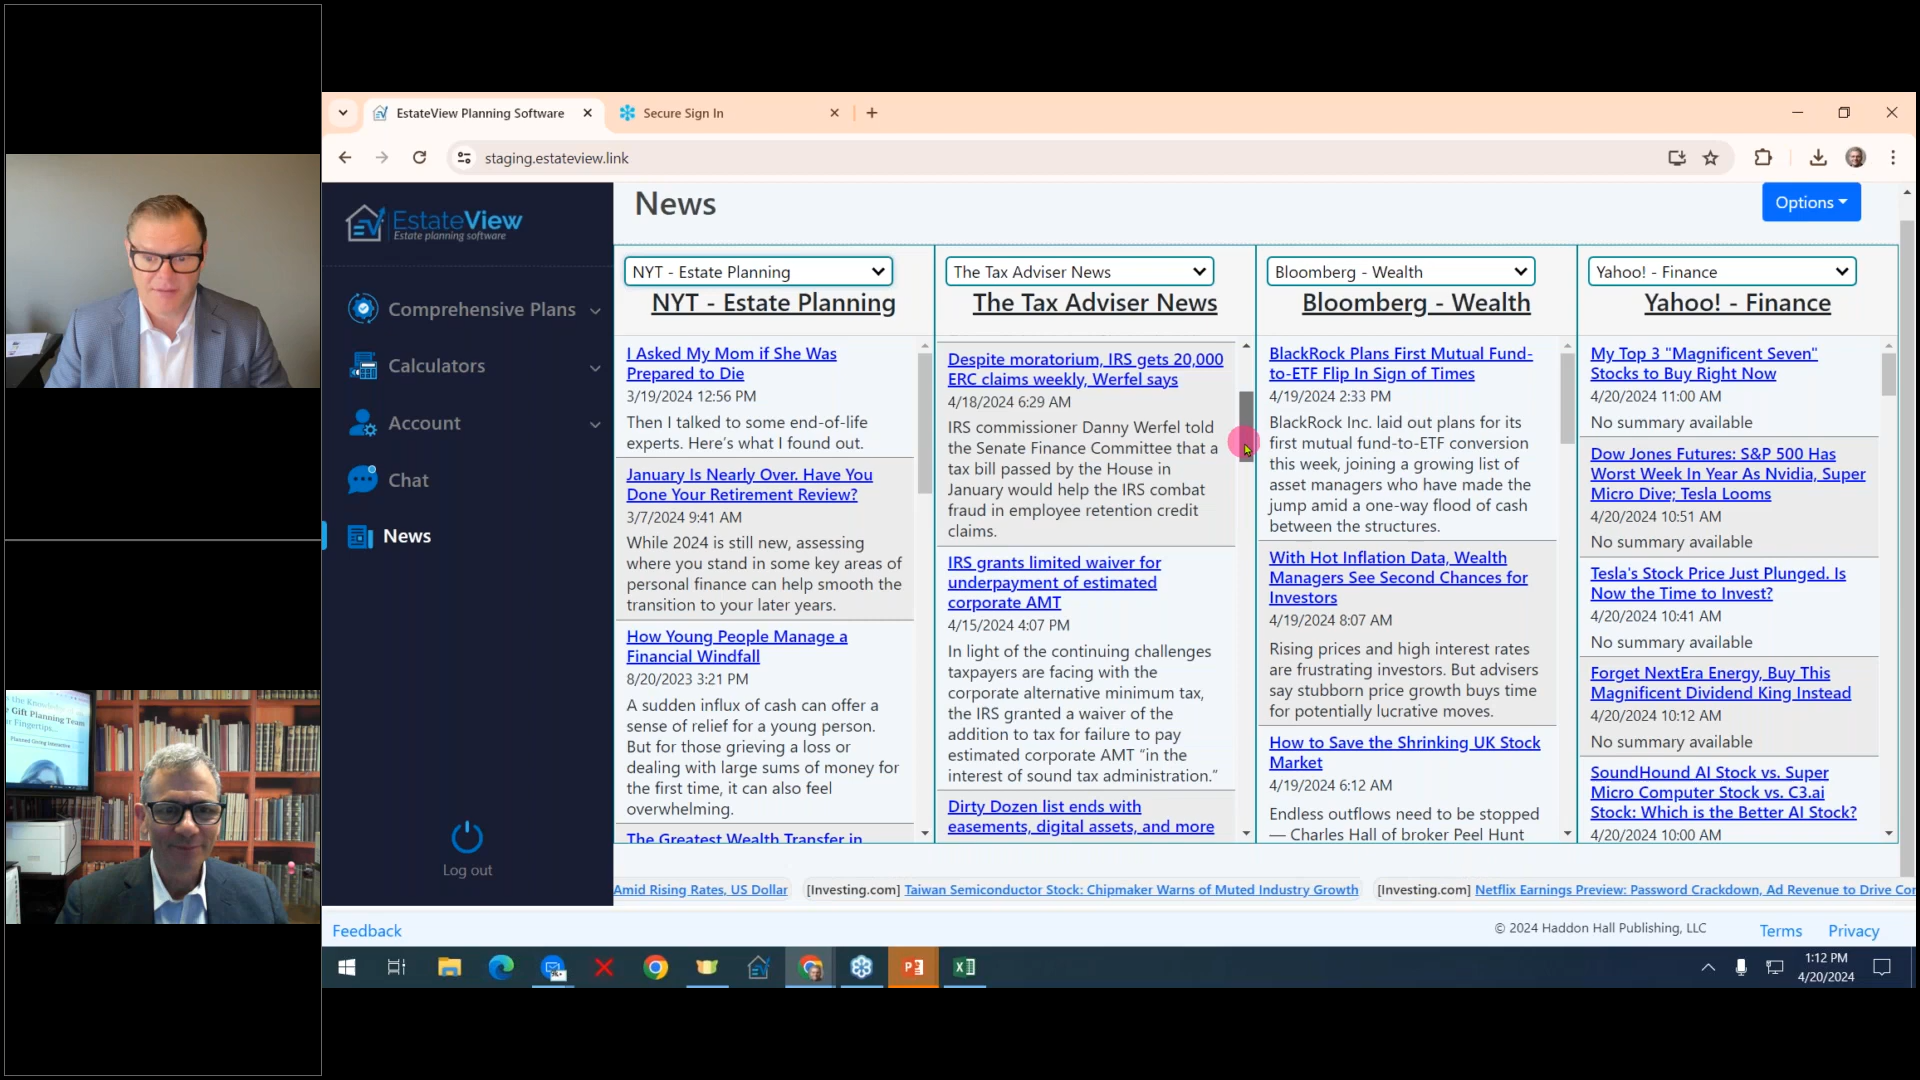 EstateView Planning Software
Secure Sign In
staging.estateview.link
EstateView
Estate planning software
News
Options
Comprehensive Plans
Calculators
Account
Chat
News
Log out
NYT - Estate Planning
NYT - Estate Planning
I Asked My Mom if She Was
Prepared to Die
3/19/2024 12:56 PM
Then I talked to some end-of-life
experts. Here's what I found out.
January Is Nearly Over. Have You
Done Your Retirement Review?
3/7/2024 9:41 AM
While 2024 is still new, assessing
where you stand in some key areas of
personal finance can help smooth the
transition to your later years.
How Young People Manage a
Financial Windfall
8/20/2023 3:21 PM
A sudden influx of cash can offer a
sense of relief for a young person.
But for those grieving a loss or
dealing with large sums of money for
the first time, it can also feel
overwhelming.
The Greatest Wealth Transfer in
The Tax Adviser News
The Tax Adviser News
Despite moratorium, IRS gets 20,000
ERC claims weekly, Werfel says
4/18/2024 6:29 AM
IRS commissioner Danny Werfel told
the Senate Finance Committee that a
tax bill passed by the House in
January would help the IRS combat
fraud in employee retention credit
claims.
IRS grants limited waiver for
underpayment of estimated
corporate AMT
4/15/2024 4:07 PM
In light of the continuing challenges
taxpayers are facing with the
corporate alternative minimum tax,
the IRS granted a waiver of the
addition to tax for failure to pay
estimated corporate AMT “in the
interest of sound tax administration.”
Dirty Dozen list ends with
easements, digital assets, and more
Bloomberg - Wealth
Bloomberg - Wealth
BlackRock Plans First Mutual Fund-
to-ETF Flip In Sign of Times
4/19/2024 2:33 PM
BlackRock Inc. laid out plans for its
first mutual fund-to-ETF conversion
this week, joining a growing list of
asset managers who have made the
jump amid a one-way flood of cash
between the structures.
With Hot Inflation Data, Wealth
Managers See Second Chances for
Investors
4/19/2024 8:07 AM
Rising prices and high interest rates
are frustrating investors. But advisers
say stubborn price growth buys time
for potentially lucrative moves.
How to Save the Shrinking UK Stock
Market
4/19/2024 6:12 AM
Endless outflows need to be stopped
— Charles Hall of broker Peel Hunt
Yahoo! - Finance
Yahoo! - Finance
My Top 3 "Magnificent Seven"
Stocks to Buy Right Now
4/20/2024 11:00 AM
No summary available
Dow Jones Futures: S&P 500 Has
Worst Week In Year As Nvidia, Super
Micro Dive; Tesla Looms
4/20/2024 10:51 AM
No summary available
Tesla's Stock Price Just Plunged. Is
Now the Time to Invest?
4/20/2024 10:41 AM
No summary available
Forget NextEra Energy, Buy This
Magnificent Dividend King Instead
4/20/2024 10:12 AM
No summary available
SoundHound AI Stock vs. Super
Micro Computer Stock vs. C3.ai
Stock: Which is the Better AI Stock?
4/20/2024 10:00 AM
Amid Rising Rates, US Dollar [Investing.com] Taiwan Semiconductor Stock: Chipmaker Warns of Muted Industry Growth [Investing.com] Netflix Earnings Preview: Password Crackdown, Ad Revenue to Drive
Feedback
© 2024 Haddon Hall Publishing, LLC
Terms
Privacy
1:12 PM
4/20/2024
the
Gift Planning Team
Fingertips...
Planned Giving Interactive